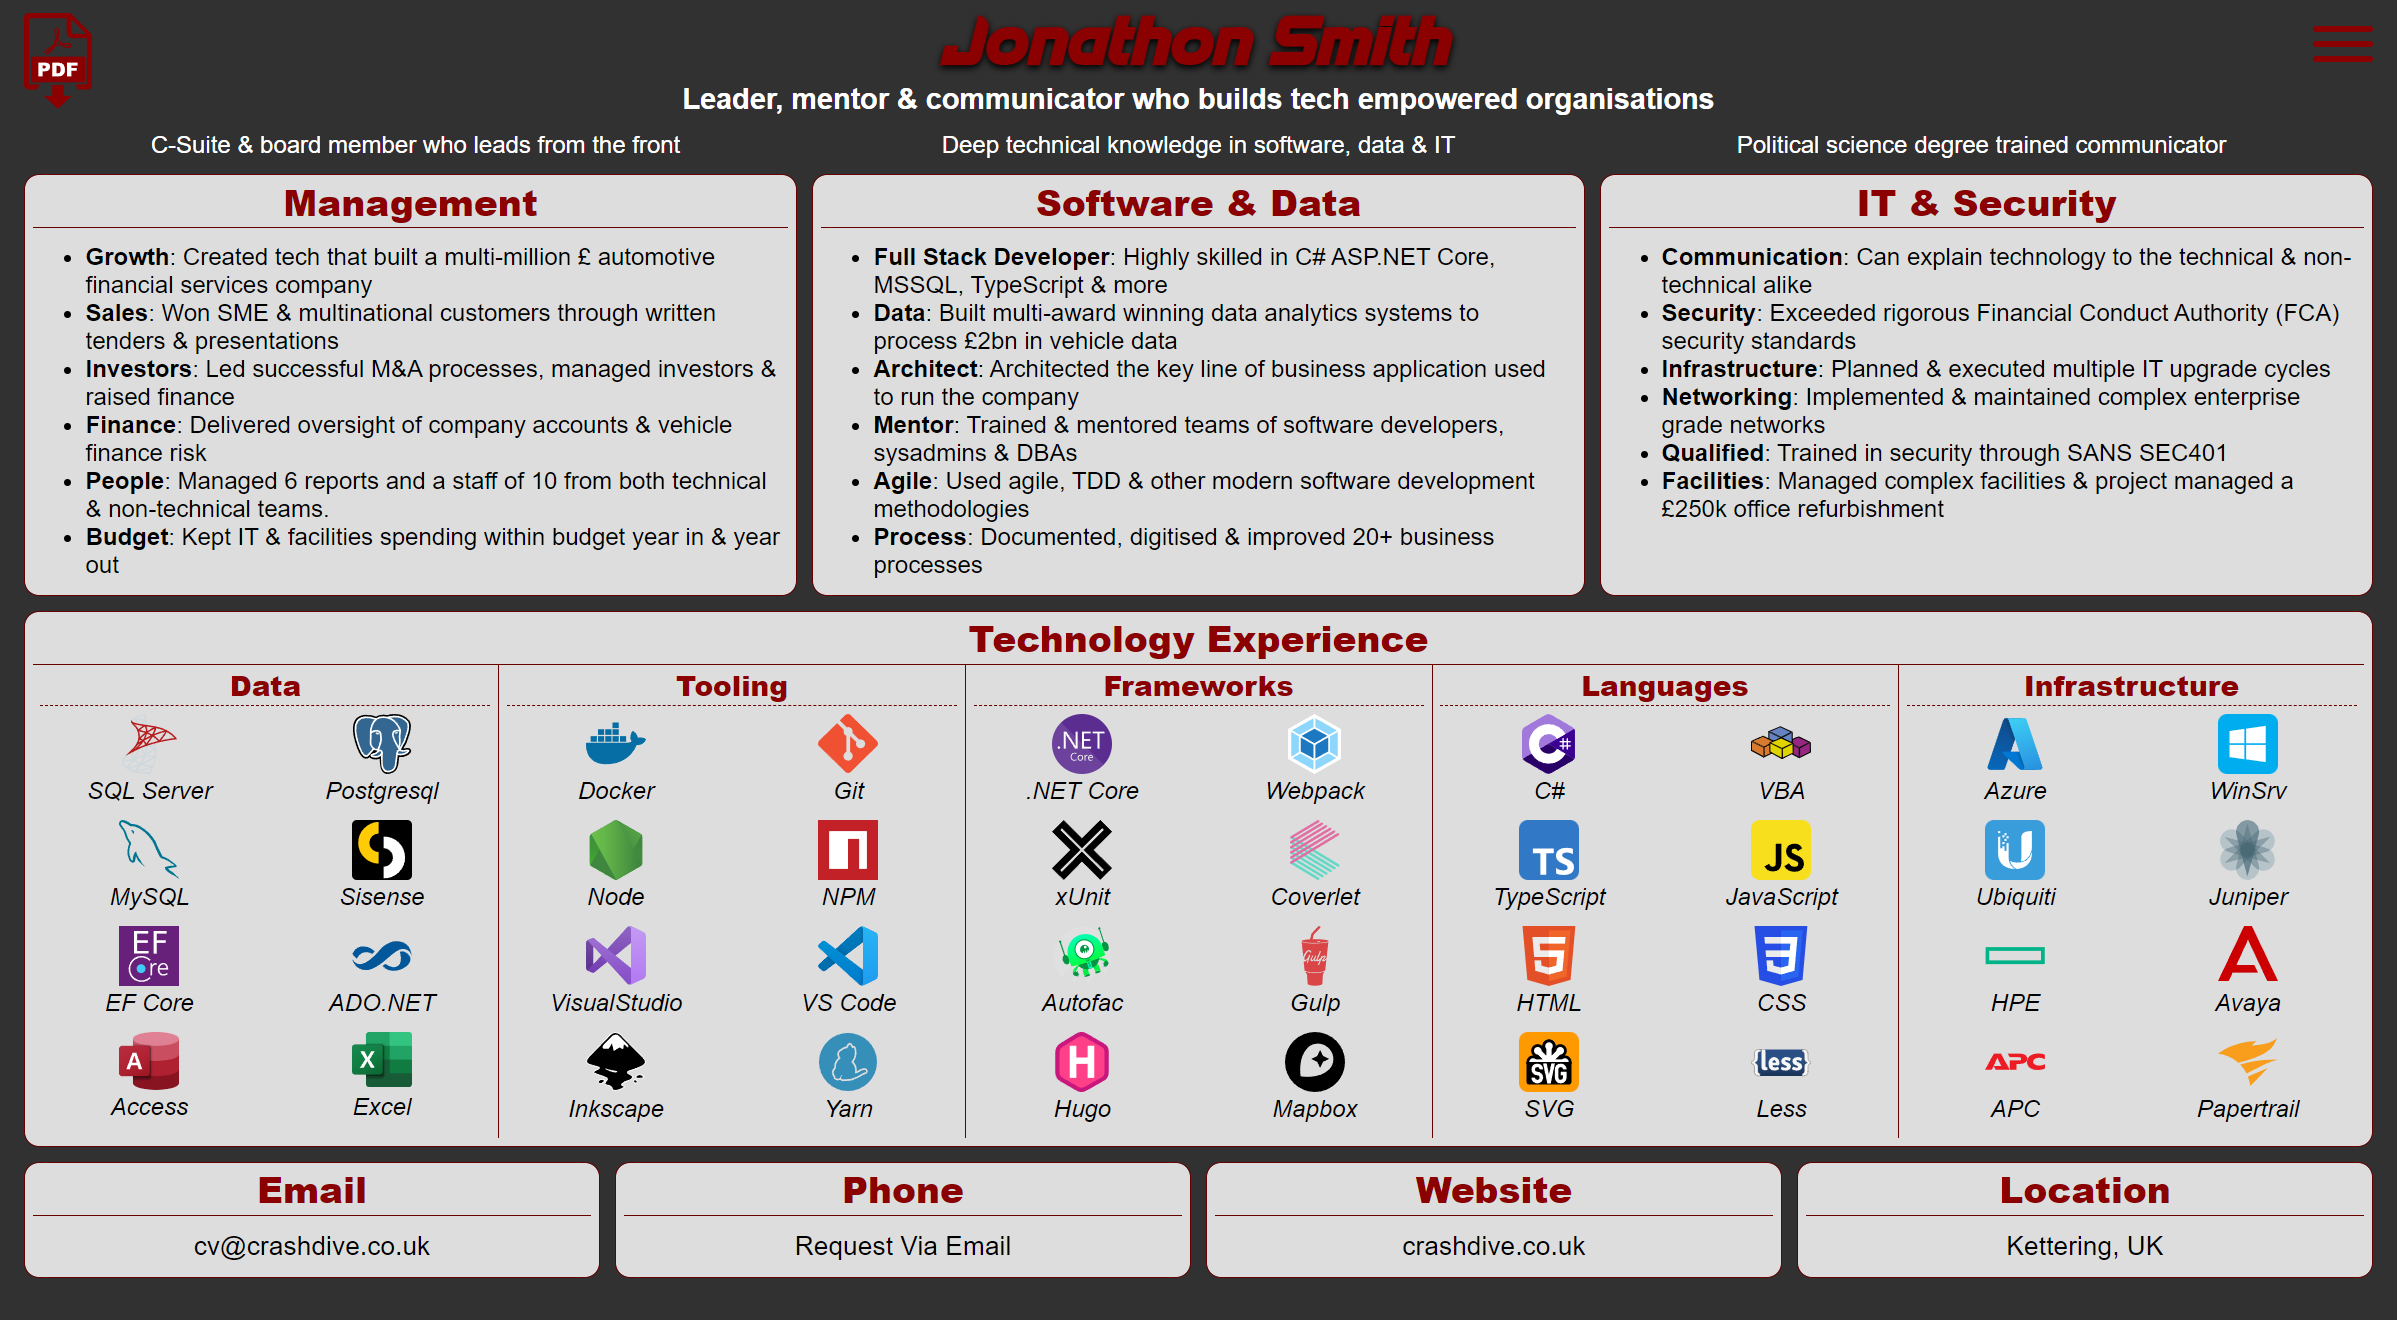 PDF
Jonathon Smith
Leader, mentor & communicator who builds tech empowered organisations
C-Suite & board member who leads from the front
Deep technical knowledge in software, data & IT
Political science degree trained communicator
Management
• Growth: Created tech that built a multi-million £ automotive
financial services company
• Sales: Won SME & multinational customers through written
tenders & presentations
• Investors: Led successful M&A processes, managed investors &
raised finance
• Finance: Delivered oversight of company accounts & vehicle
finance risk
• People: Managed 6 reports and a staff of 10 from both technical
& non-technical teams.
• Budget: Kept IT & facilities spending within budget year in & year
out
Software & Data
• Full Stack Developer: Highly skilled in C# ASP.NET Core,
MSSQL, TypeScript & more
• Data: Built multi-award winning data analytics systems to
process £2bn in vehicle data
• Architect: Architected the key line of business application used
to run the company
• Mentor: Trained & mentored teams of software developers,
sysadmins & DBAs
• Agile: Used agile, TDD & other modern software development
methodologies
• Process: Documented, digitised & improved 20+ business
processes
IT & Security
• Communication: Can explain technology to the technical & non-
technical alike
• Security: Exceeded rigorous Financial Conduct Authority (FCA)
security standards
• Infrastructure: Planned & executed multiple IT upgrade cycles
• Networking: Implemented & maintained complex enterprise
grade networks
• Qualified: Trained in security through SANS SEC401
• Facilities: Managed complex facilities & project managed a
£250k office refurbishment
Technology Experience
Data
SQL Server
Postgresql
MySQL
Sisense
EF
Core
EF Core
ADO.NET
A
Access
X
Excel
Tooling
Docker
Git
Node
NPM
VisualStudio
VS Code
Inkscape
Yarn
Frameworks
.NET
Core
.NET Core
Webpack
xUnit
Coverlet
Autofac
Gulp
Gulp
H
Hugo
Mapbox
Languages
C#
C#
VBA
TS
TypeScript
JS
JavaScript
5
HTML
3
CSS
SVG
SVG
{less}
Less
Infrastructure
Azure
WinSrv
U
Ubiquiti
Juniper
HPE
Avaya
APC
APC
Papertrail
Email
cv@crashdive.co.uk
Phone
Request Via Email
Website
crashdive.co.uk
Location
Kettering, UK